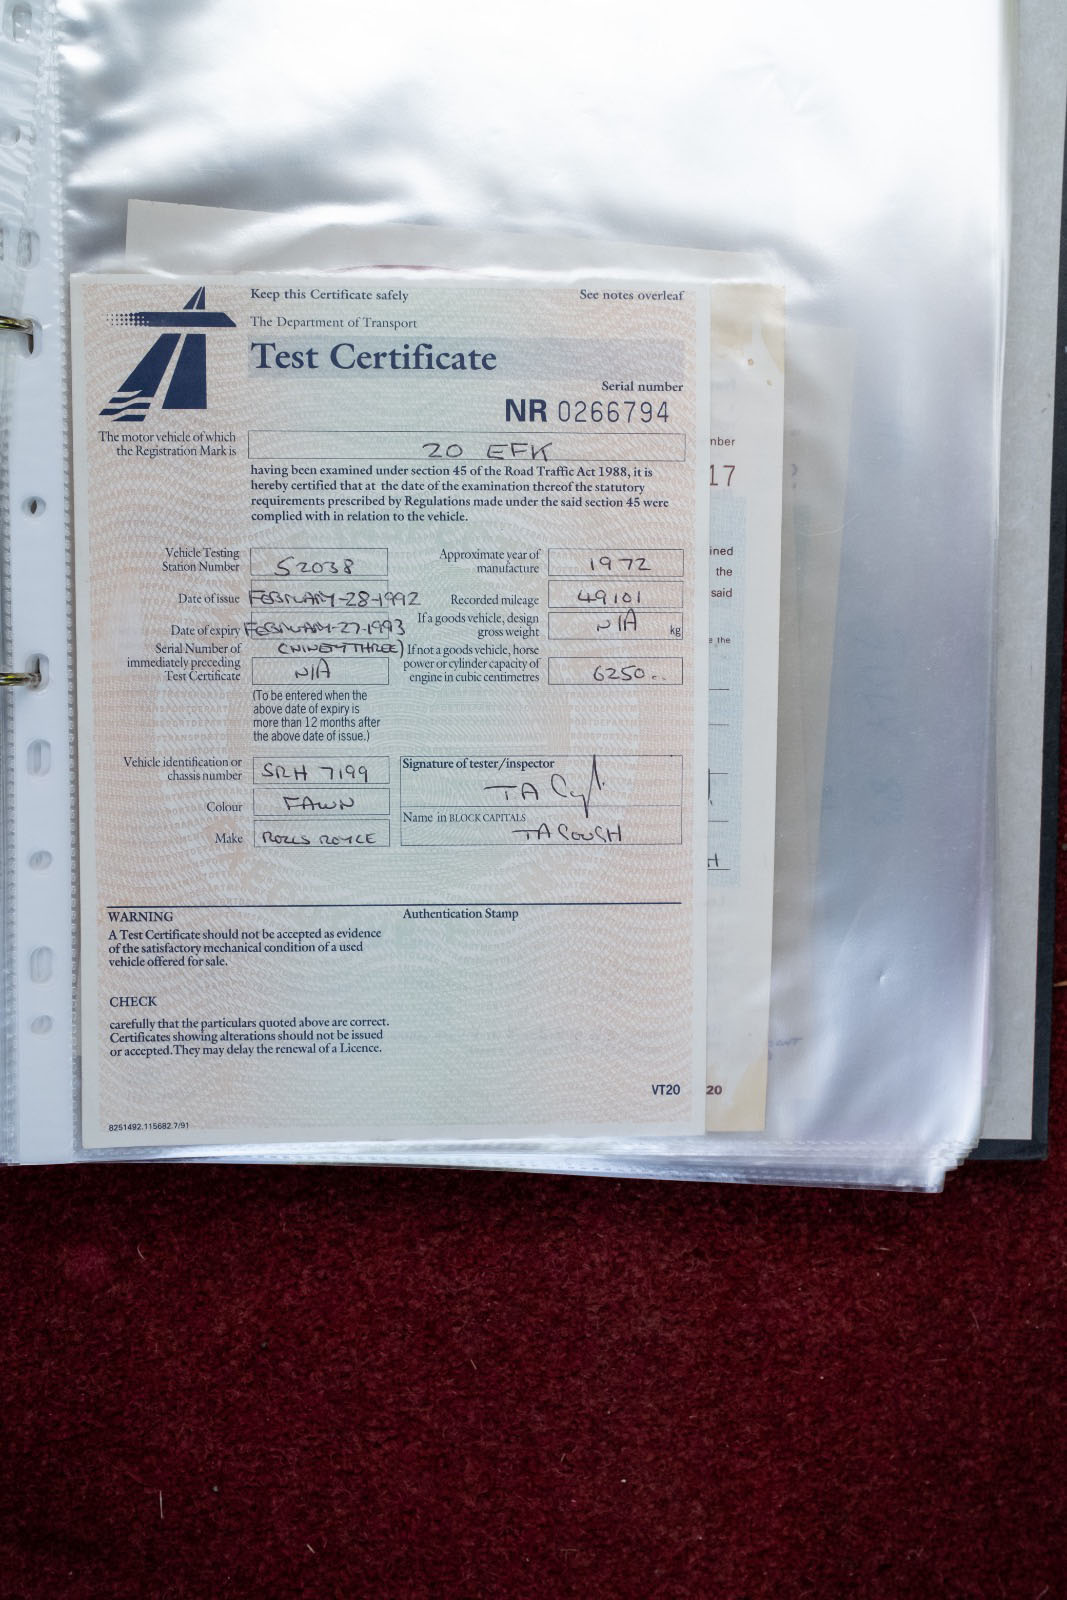 Keep this Certificate safely
See notes overleaf
The Department of Transport
Test Certificate
Serial number
NR 0266794
The motor vehicle of which
the Registration Mark is
20 EFK
having been examined under section 45 of the Road Traffic Act 1988, it is
hereby certified that at the date of the examination thereof the statutory
requirements prescribed by Regulations made under the said section 45 were
complied with in relation to the vehicle.
Vehicle Testing
Station Number
S2038
Approximate year of
manufacture
1972
Date of issue
FEBRUARY-28-1992
Recorded mileage
49101
Date of expiry
FEBRUARY-27-1993
(NINETYTHREE)
If a goods vehicle, design
gross weight
N/A
kg
Serial Number of
immediately preceding
Test Certificate
N/A
If not a goods vehicle, horse
power or cylinder capacity of
engine in cubic centimetres
6250..
(To be entered when the
above date of expiry is
more than 12 months after
the above date of issue.)
Vehicle identification or
chassis number
SRH 7199
Colour
FAWN
Make
ROLLS ROYCE
Signature of tester/inspector
Name in BLOCK CAPITALS
TA GOUGH
WARNING
A Test Certificate should not be accepted as evidence
of the satisfactory mechanical condition of a used
vehicle offered for sale.
Authentication Stamp
CHECK
carefully that the particulars quoted above are correct.
Certificates showing alterations should not be issued
or accepted. They may delay the renewal of a Licence.
VT20
8251492.115682.7/91
nber
17
ined
the
said
e the
H
20